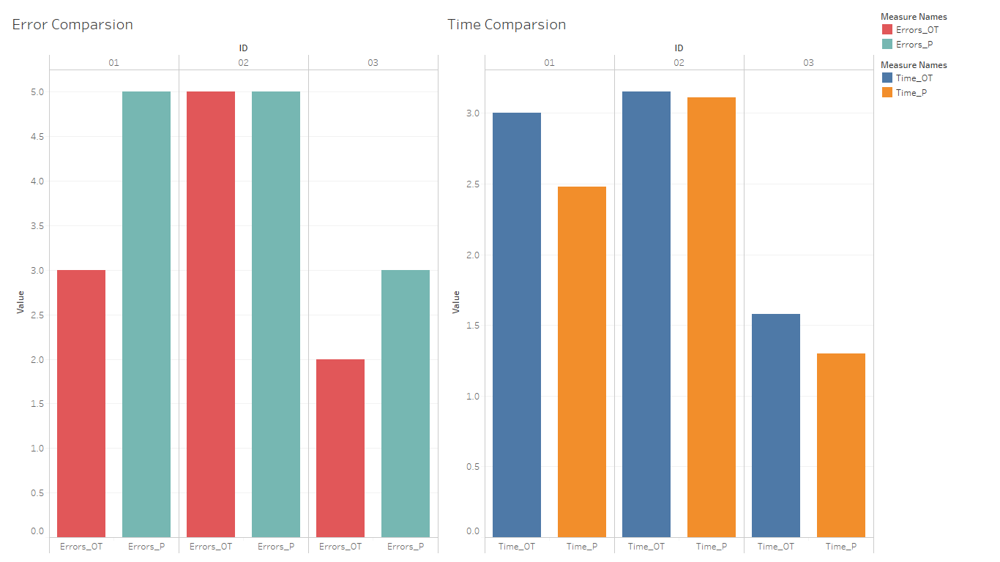 Error Comparsion
ID
01 02 03
5.0
4.5
4.0
3.5
3.0
2.5
2.0
1.5
1.0
0.5
0.0
Value
Errors_OT Errors_P Errors_OT Errors_P Errors_OT Errors_P
Time Comparsion
ID
01 02 03
3.0
2.5
2.0
1.5
1.0
0.5
0.0
Value
Time_OT Time_P Time_OT Time_P Time_OT Time_P
Measure Names
Errors_OT
Errors_P
Measure Names
Time_OT
Time_P